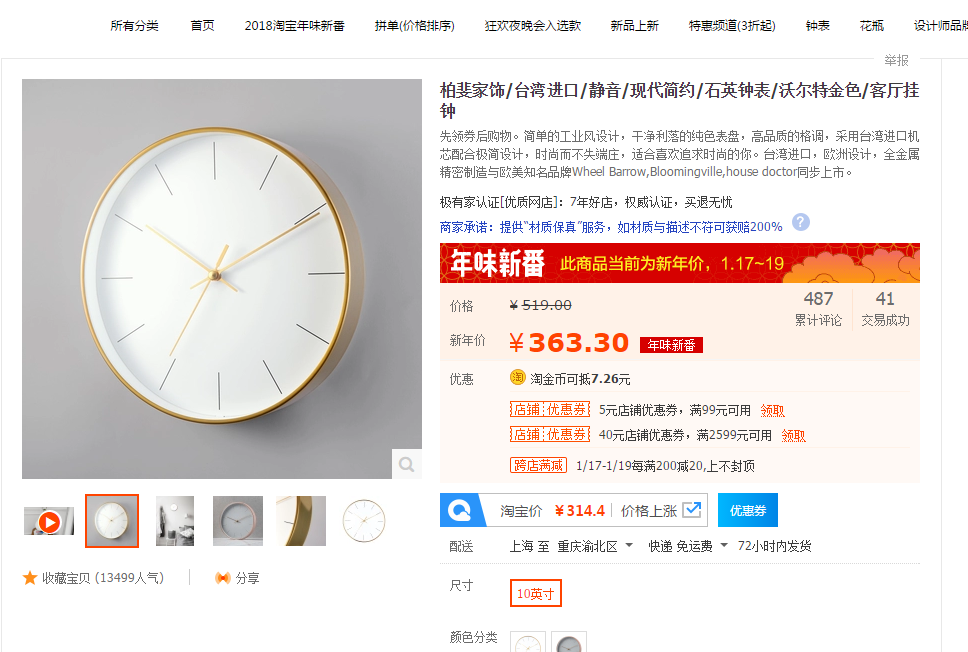 所有分类 首页 2018淘宝年味新番 拼单(价格排序) 狂欢夜晚会入选款 新品上新 特惠频道(3折起) 钟表 花瓶 设计师品牌
举报
柏斐家饰/台湾进口/静音/现代简约/石英钟表/沃尔特金色/客厅挂
钟
先领券后购物。简单的工业风设计，干净利落的纯色表盘，高品质的格调，采用台湾进口机
芯配合极简设计，时尚而不失端庄，适合喜欢追求时尚的你。台湾进口，欧洲设计，全金属
精密制造与欧美知名品牌Wheel Barrow,Bloomingville,house doctor同步上市。
极有家认证[优质网店]：7年好店，权威认证，买退无忧
商家承诺：提供“材质保真”服务，如材质与描述不符可获赔200% ?
年味新番 此商品当前为新年价，1.17~19
价格 ¥ 519.00
487 累计评论
41 交易成功
新年价 ¥363.30 年味新番
优惠 淘 淘金币可抵7.26元
店铺优惠券 5元店铺优惠券，满99元可用 领取
店铺优惠券 40元店铺优惠券，满2599元可用 领取
跨店满减 1/17-1/19每满200减20,上不封顶
淘宝价 ¥314.4 价格上涨 优惠券
配送 上海 至 重庆渝北区 快递 免运费 72小时内发货
尺寸 10英寸
颜色分类
收藏宝贝 (13499人气) 分享